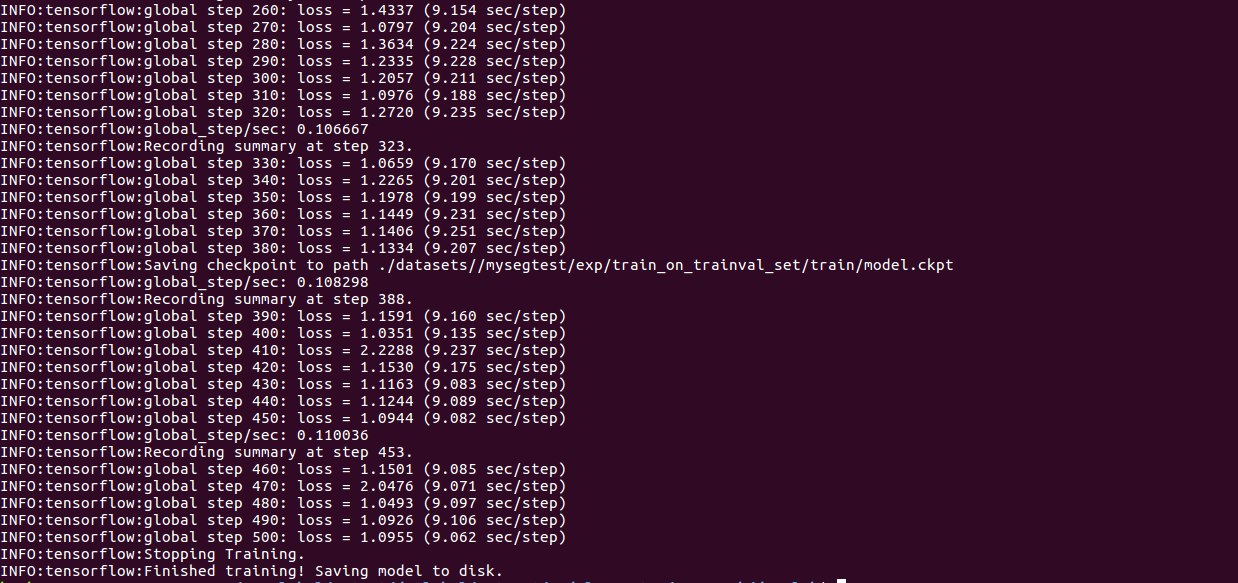 INFO:tensorflow:global step 260: loss = 1.4337 (9.154 sec/step)
INFO:tensorflow:global step 270: loss = 1.0797 (9.204 sec/step)
INFO:tensorflow:global step 280: loss = 1.3634 (9.224 sec/step)
INFO:tensorflow:global step 290: loss = 1.2335 (9.228 sec/step)
INFO:tensorflow:global step 300: loss = 1.2057 (9.211 sec/step)
INFO:tensorflow:global step 310: loss = 1.0976 (9.188 sec/step)
INFO:tensorflow:global step 320: loss = 1.2720 (9.235 sec/step)
INFO:tensorflow:global_step/sec: 0.106667
INFO:tensorflow:Recording summary at step 323.
INFO:tensorflow:global step 330: loss = 1.0659 (9.170 sec/step)
INFO:tensorflow:global step 340: loss = 1.2265 (9.201 sec/step)
INFO:tensorflow:global step 350: loss = 1.1978 (9.199 sec/step)
INFO:tensorflow:global step 360: loss = 1.1449 (9.231 sec/step)
INFO:tensorflow:global step 370: loss = 1.1406 (9.251 sec/step)
INFO:tensorflow:global step 380: loss = 1.1334 (9.207 sec/step)
INFO:tensorflow:Saving checkpoint to path ./datasets//mysegtest/exp/train_on_trainval_set/train/model.ckpt
INFO:tensorflow:global_step/sec: 0.108298
INFO:tensorflow:Recording summary at step 388.
INFO:tensorflow:global step 390: loss = 1.1591 (9.160 sec/step)
INFO:tensorflow:global step 400: loss = 1.0351 (9.135 sec/step)
INFO:tensorflow:global step 410: loss = 2.2288 (9.237 sec/step)
INFO:tensorflow:global step 420: loss = 1.1530 (9.175 sec/step)
INFO:tensorflow:global step 430: loss = 1.1163 (9.083 sec/step)
INFO:tensorflow:global step 440: loss = 1.1244 (9.089 sec/step)
INFO:tensorflow:global step 450: loss = 1.0944 (9.082 sec/step)
INFO:tensorflow:global_step/sec: 0.110036
INFO:tensorflow:Recording summary at step 453.
INFO:tensorflow:global step 460: loss = 1.1501 (9.085 sec/step)
INFO:tensorflow:global step 470: loss = 2.0476 (9.071 sec/step)
INFO:tensorflow:global step 480: loss = 1.0493 (9.097 sec/step)
INFO:tensorflow:global step 490: loss = 1.0926 (9.106 sec/step)
INFO:tensorflow:global step 500: loss = 1.0955 (9.062 sec/step)
INFO:tensorflow:Stopping Training.
INFO:tensorflow:Finished training! Saving model to disk.